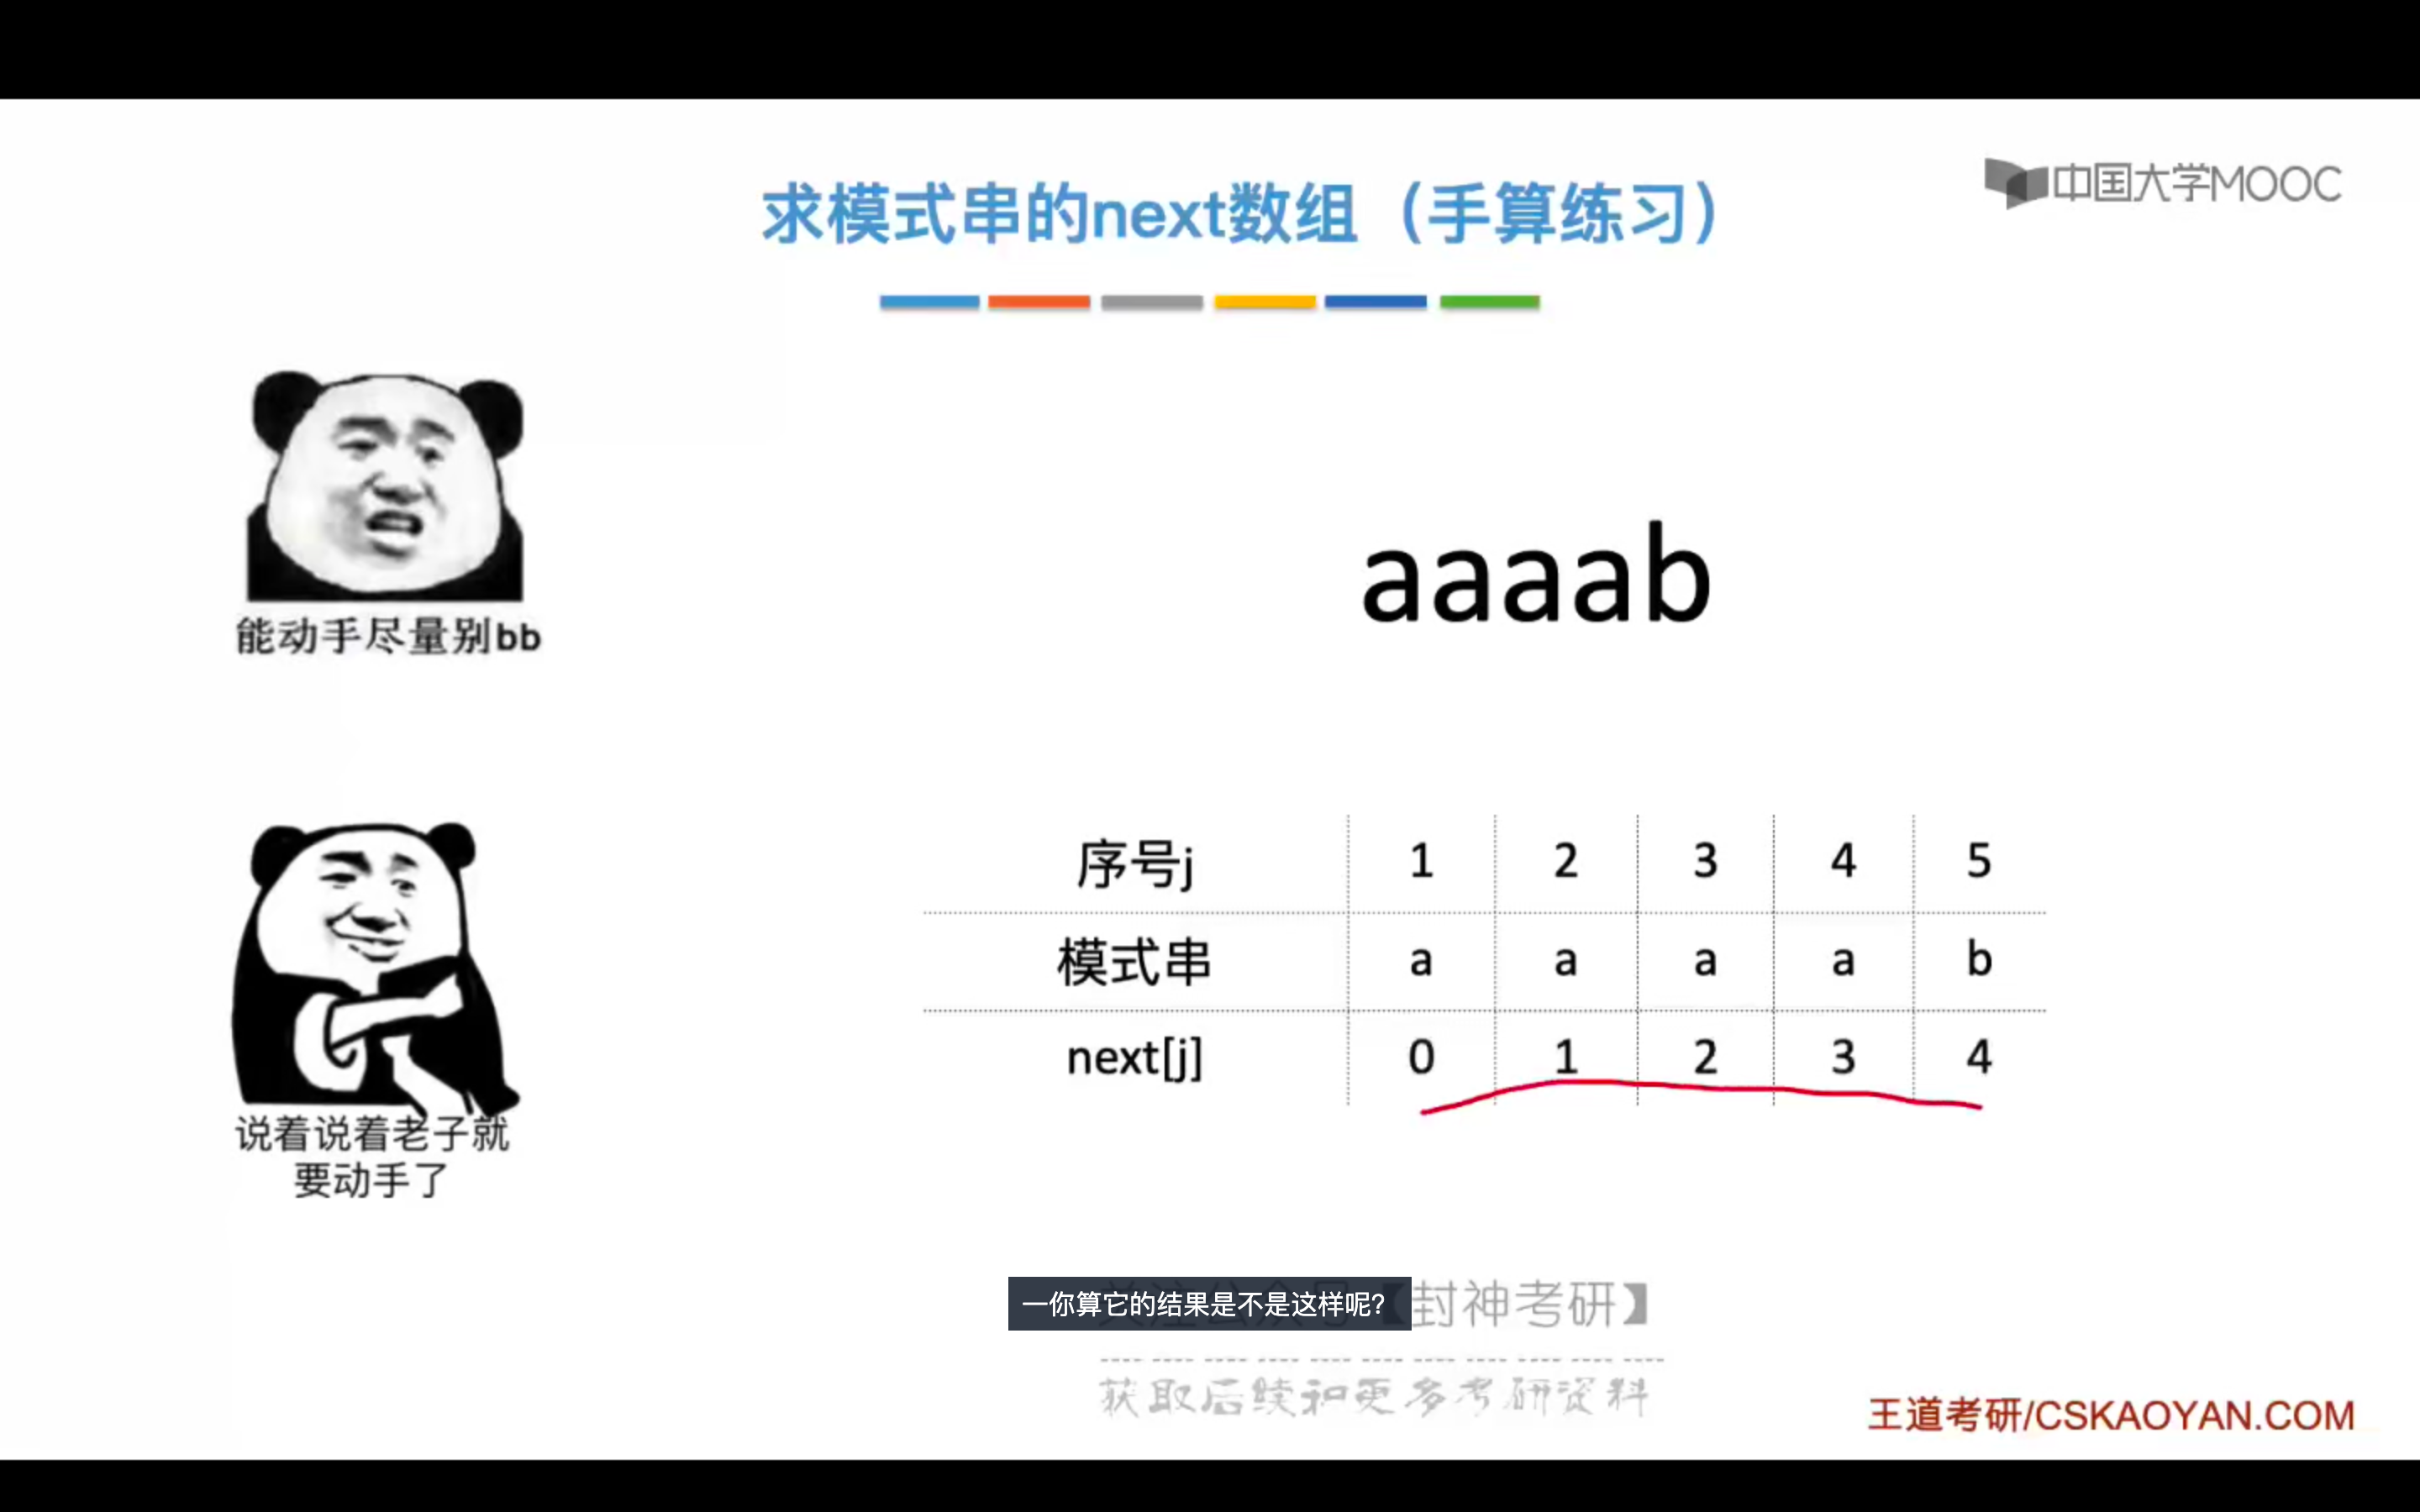 中国大学MOOC
求模式串的next数组（手算练习）
能动手尽量别bb
aaaab
序号j 1 2 3 4 5
模式串 a a a a b
next[j] 0 1 2 3 4
说着说着老子就
要动手了
一你算它的结果是不是这样呢？
【封神考研】
获取后续和更多考研资料
王道考研/CSKAOYAN.COM